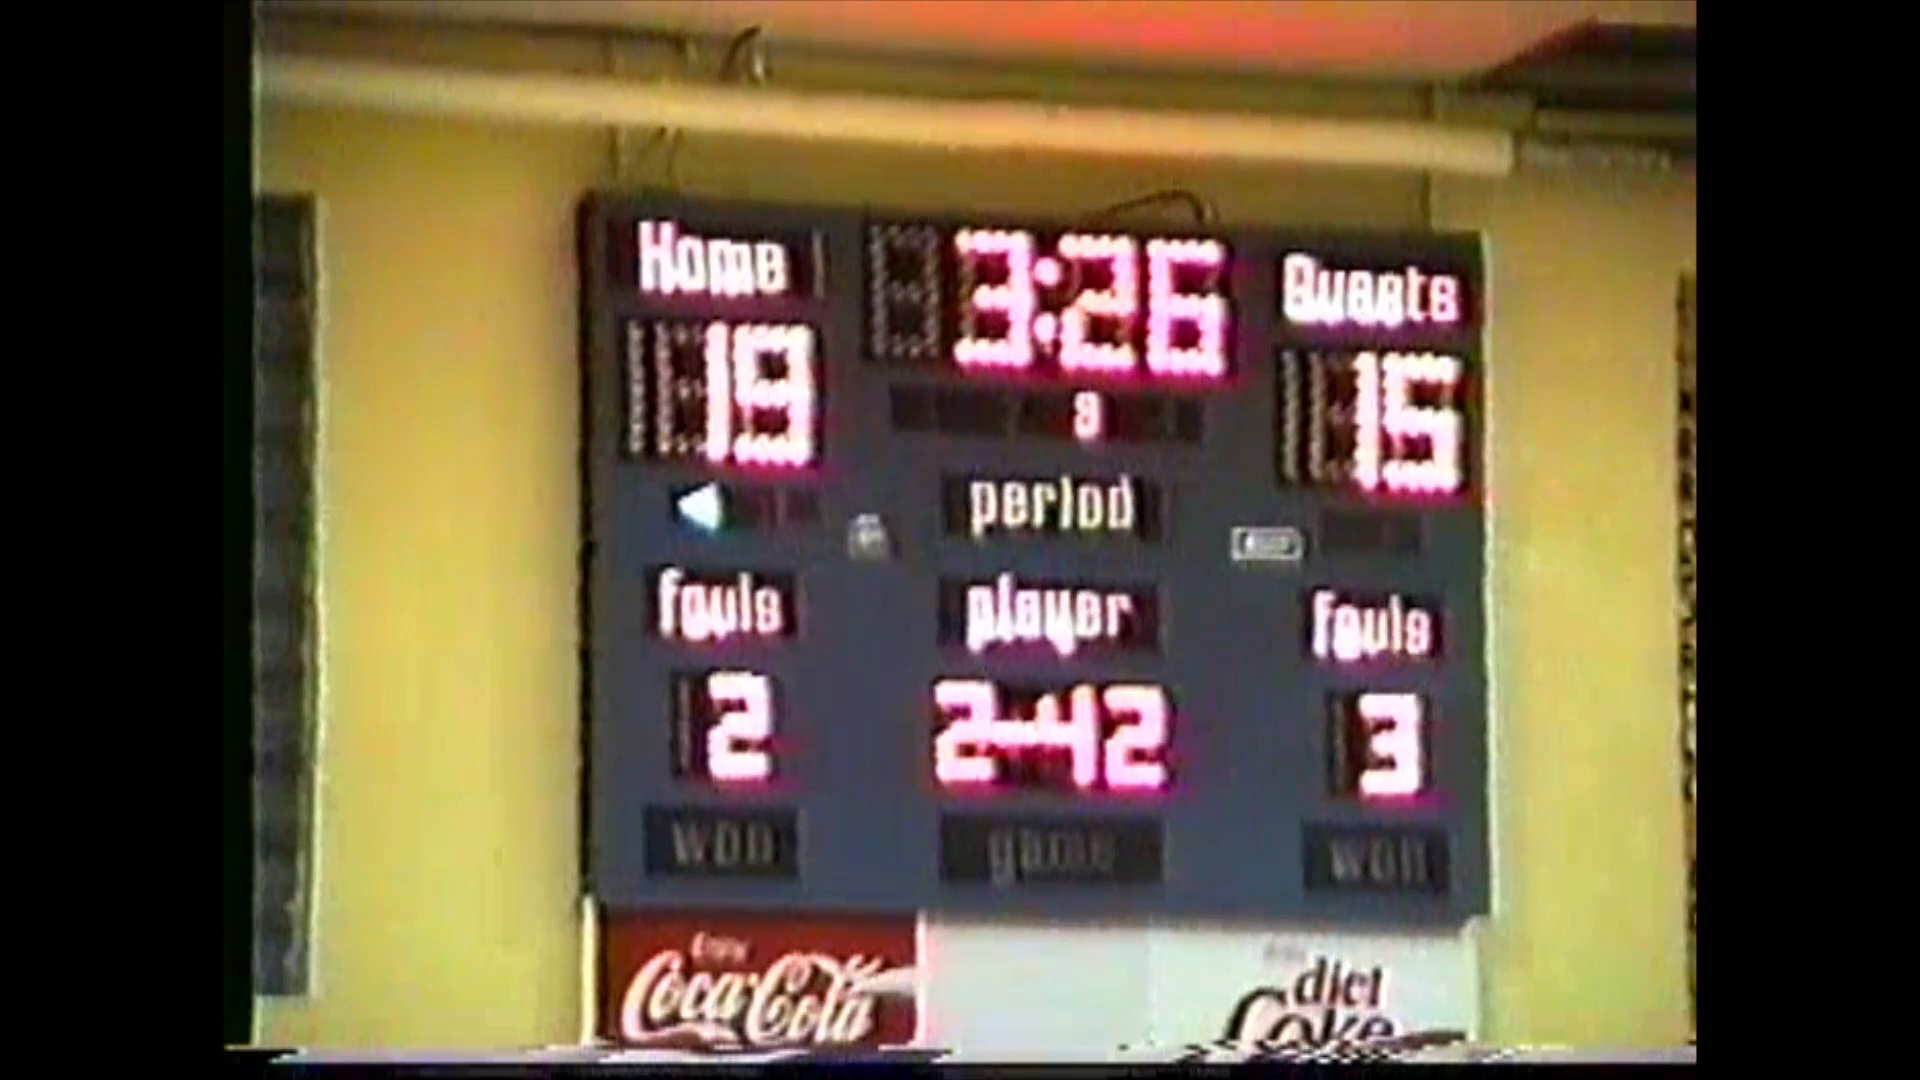 Home 3:26 Guests
19 15
period
fouls player fouls
2 2-42 3
won game won
Enjoy
Coca-Cola
diet
Coke